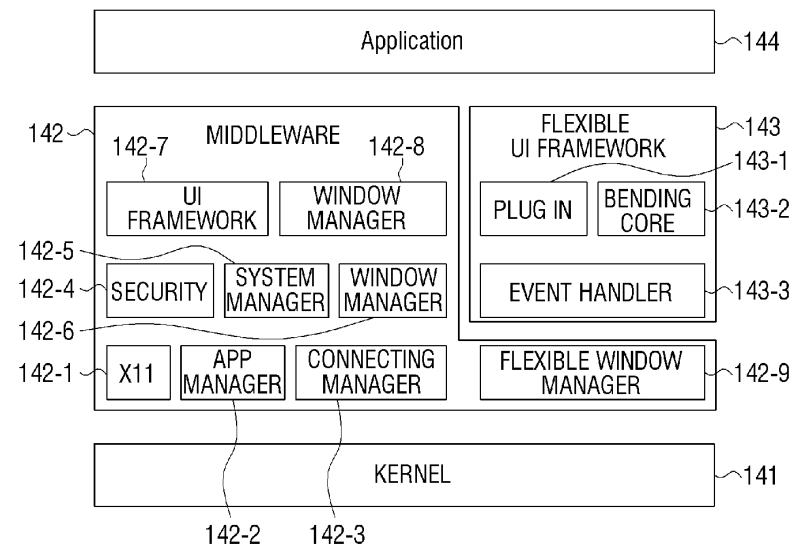 Application
144
142
MIDDLEWARE
142-7
142-8
UI
FRAMEWORK
WINDOW
MANAGER
FLEXIBLE
UI FRAMEWORK
143
143-1
PLUG IN
BENDING
CORE
143-2
142-5
142-4
SECURITY
SYSTEM
MANAGER
WINDOW
MANAGER
142-6
EVENT HANDLER
143-3
142-1
X11
APP
MANAGER
CONNECTING
MANAGER
FLEXIBLE WINDOW
MANAGER
142-9
KERNEL
141
142-2
142-3